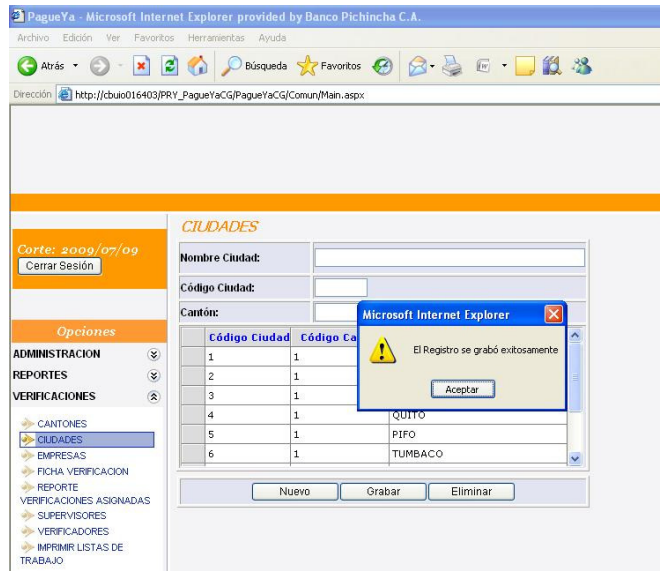 PagueYa - Microsoft Internet Explorer provided by Banco Pichincha C.A.
Archivo Edición Ver Favoritos Herramientas Ayuda
Atrás Búsqueda Favoritos
Dirección http://cbuio016403/PRY_PagueYaCG/PagueYaCG/Comun/Main.aspx
Corte: 2009/07/09
Cerrar Sesión
Opciones
ADMINISTRACION
REPORTES
VERIFICACIONES
CANTONES
CIUDADES
EMPRESAS
FICHA VERIFICACION
REPORTE
VERIFICACIONES ASIGNADAS
SUPERVISORES
VERIFICADORES
IMPRIMIR LISTAS DE
TRABAJO
CIUDADES
Nombre Ciudad:
Código Ciudad:
Cantón:
Código Ciudad Código Ca
1 1
2 1
3 1
4 1 QUITO
5 1 PIFO
6 1 TUMBACO
Microsoft Internet Explorer
El Registro se grabó exitosamente
Aceptar
Nuevo Grabar Eliminar